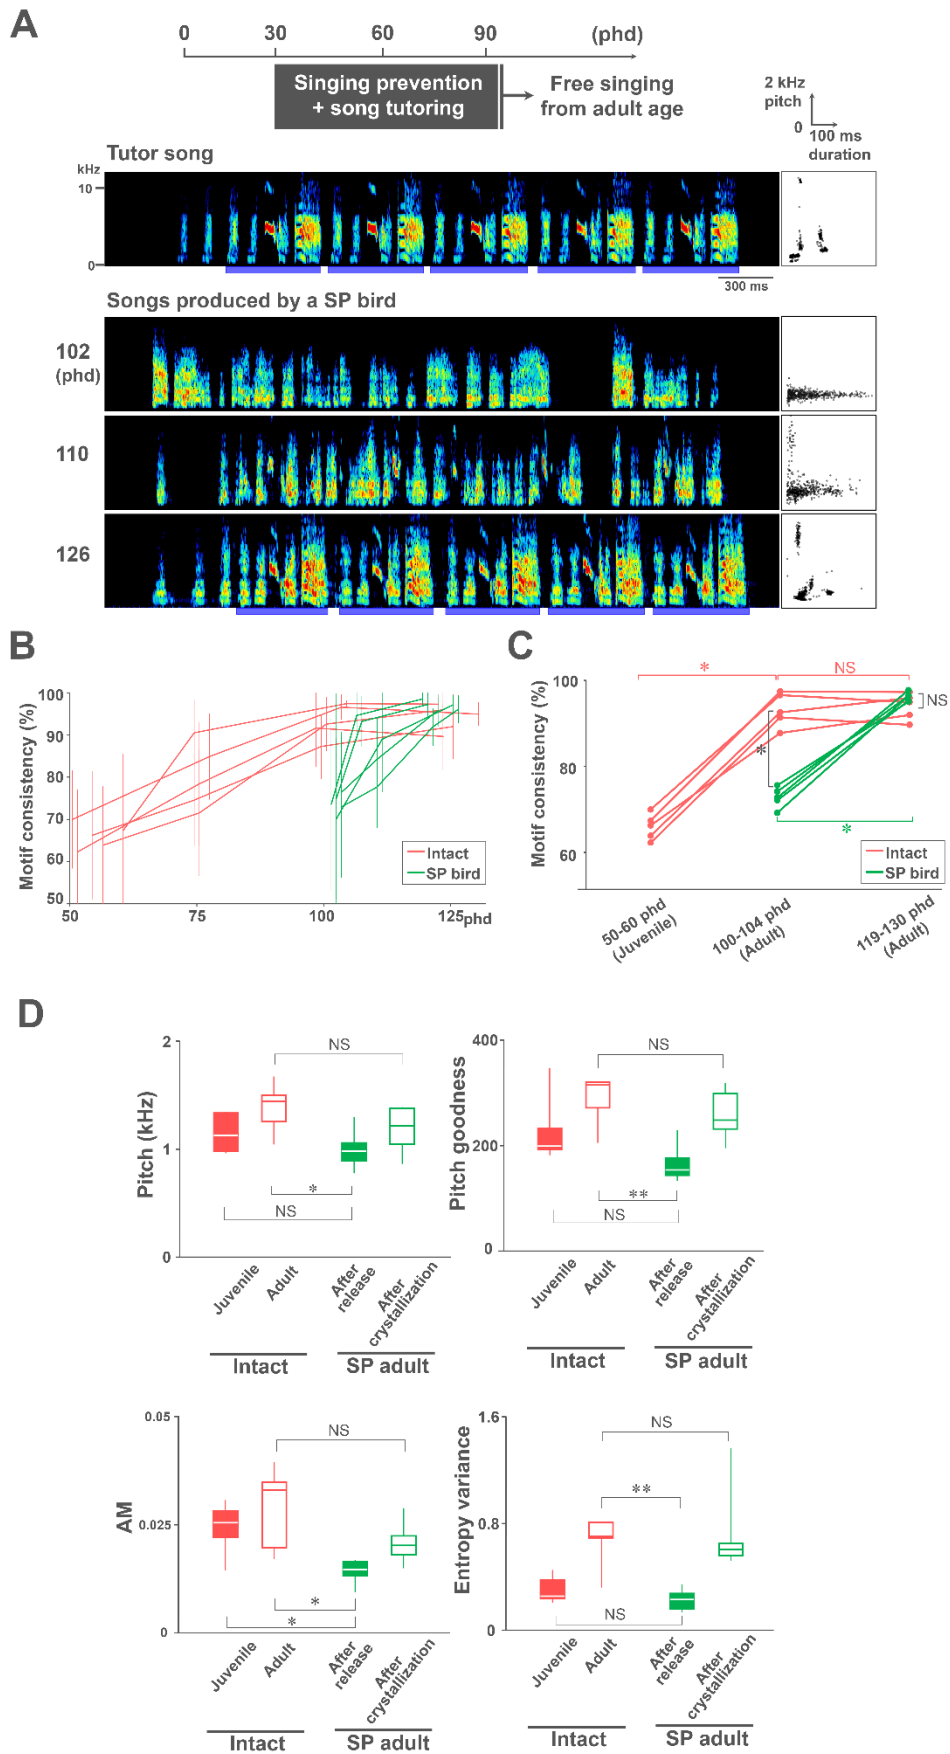 A
0 30 60 90 (phd)
Singing prevention
+ song tutoring
Free singing
from adult age
2 kHz
pitch
0
100 ms
duration
Tutor song
kHz
10
0
300 ms
Songs produced by a SP bird
102
(phd)
110
126
B
Motif consistency (%)
100
90
80
70
60
50
50 75 100 125 phd
Intact
SP bird
C
Motif consistency (%)
100
80
60
* NS
NS
*
*
Intact
SP bird
50-60 phd
(Juvenile)
100-104 phd
(Adult)
119-130 phd
(Adult)
D
Pitch (kHz)
2
1
0
NS
*
NS
Juvenile
Adult
After
release
After
crystallization
Intact
SP adult
Pitch goodness
400
200
0
NS
**
NS
Juvenile
Adult
After
release
After
crystallization
Intact
SP adult
AM
0.05
0.025
0
NS
*
*
Juvenile
Adult
After
release
After
crystallization
Intact
SP adult
Entropy variance
1.6
0.8
0
NS
**
NS
Juvenile
Adult
After
release
After
crystallization
Intact
SP adult